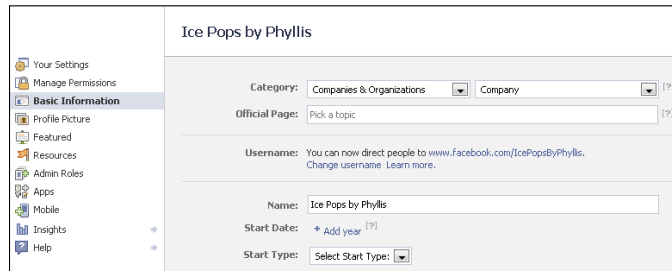 Ice Pops by Phyllis
Your Settings
Manage Permissions
Basic Information
Profile Picture
Featured
Resources
Admin Roles
Apps
Mobile
Insights
Help
Category: Companies & Organizations Company [?
Official Page: Pick a topic [?]
Username: You can now direct people to www.facebook.com/IcePopsByPhyllis.
Change username Learn more.
Name: Ice Pops by Phyllis
Start Date: + Add year [?]
Start Type: Select Start Type: